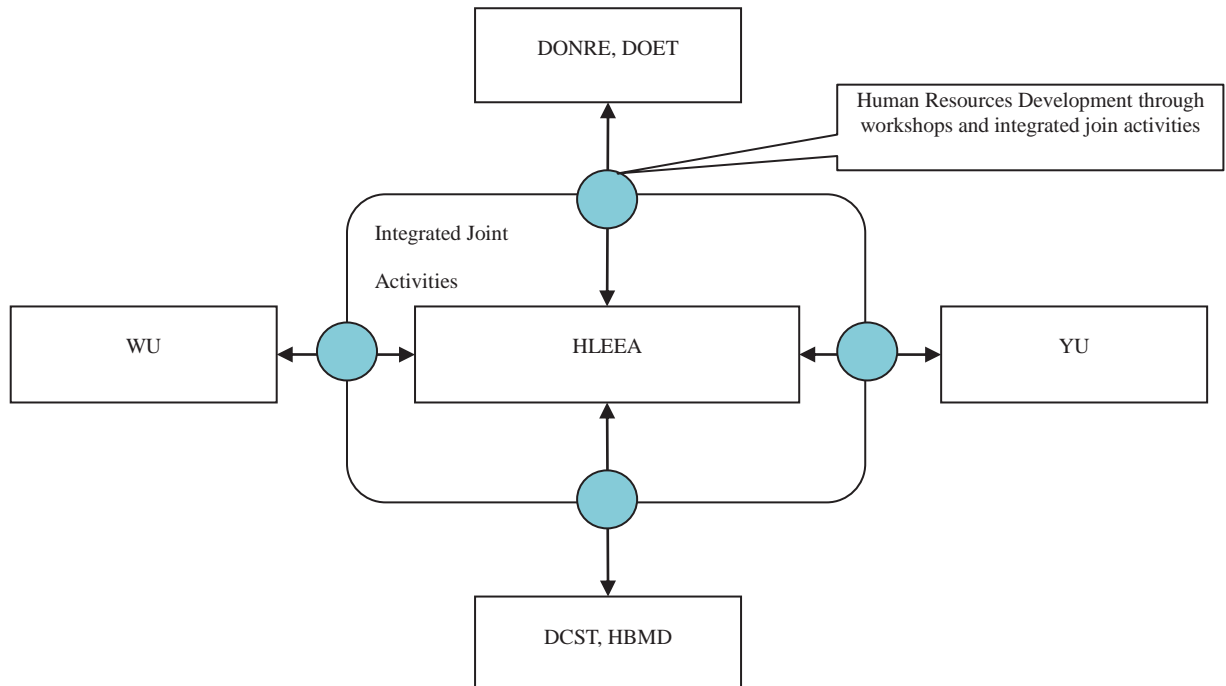 DONRE, DOET
Human Resources Development through
workshops and integrated join activities
Integrated Joint
Activities
WU
HLEEA
YU
DCST, HBMD